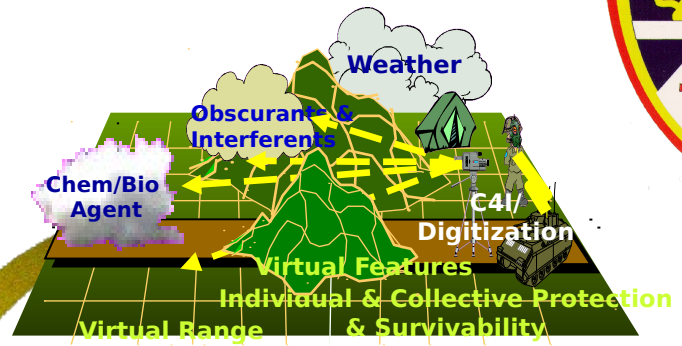 Weather
Obscurants &
Interferents
Chem/Bio
Agent
C4I/
Digitization
Virtual Features
Individual & Collective Protection
& Survivability
Virtual Range